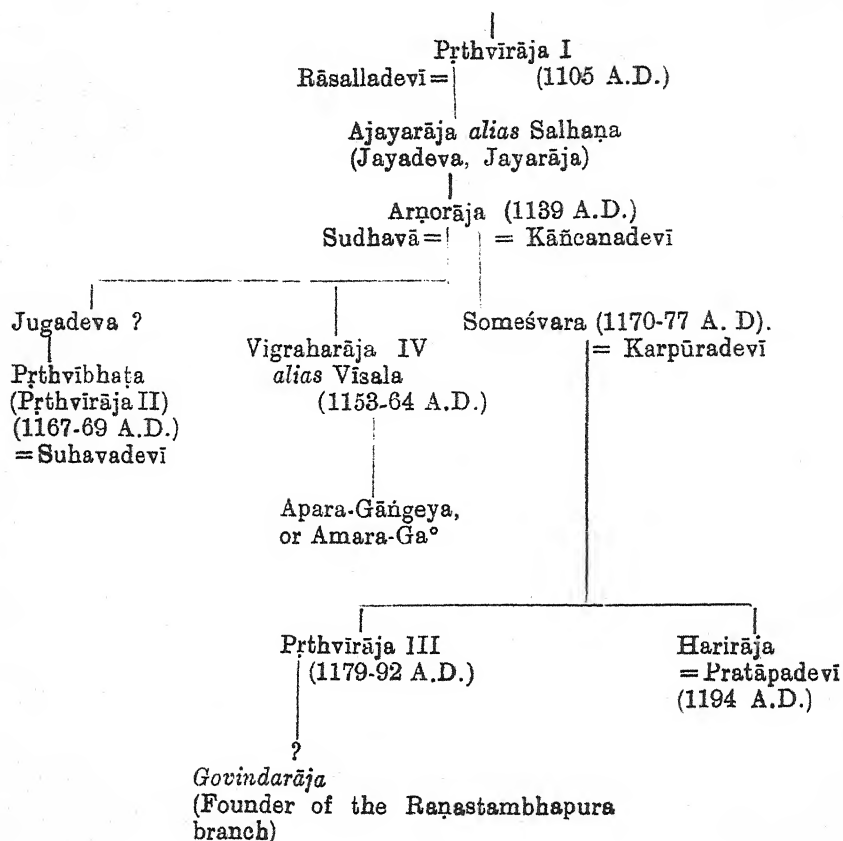 Pṛthvīrāja I
Rāsalladevī = (1105 A.D.)
Ajayarāja alias Salhaṇa
(Jayadeva, Jayarāja)
Arṇorāja (1139 A.D.)
Sudhavā = = Kāñcanadevī
Jugadeva ?
Vigraharāja IV
alias Vīsala
(1153-64 A.D.)
Someśvara (1170-77 A. D).
= Karpūradevī
Pṛthvībhaṭa
(Pṛthvīrāja II)
(1167-69 A.D.)
= Suhavadevī
Apara-Gāṅgeya,
or Amara-Ga°
Pṛthvīrāja III
(1179-92 A.D.)
Harirāja
= Pratāpadevī
(1194 A.D.)
?
Govindarāja
(Founder of the Raṇastambhapura
branch)